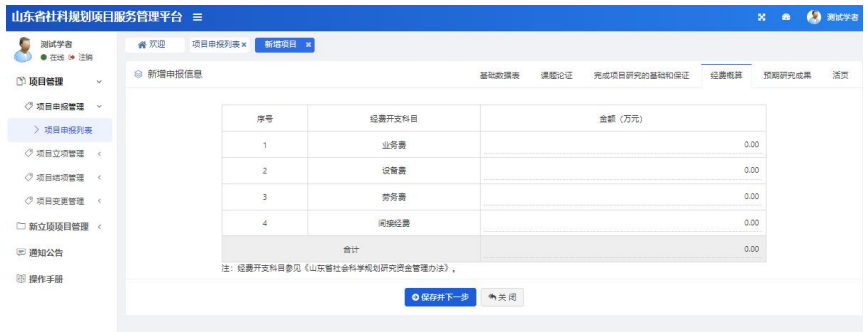 山东省社科规划项目服务管理平台
测试学者
测试学者
在线 注销
欢迎 项目申报列表× 新增项目 ×
项目管理
项目申报管理
项目申报列表
项目立项管理
项目结项管理
项目变更管理
新立项项目管理
通知公告
操作手册
新增申报信息
基础数据表 课题论证 完成项目研究的基础和保证 经费概算 预期研究成果 活页
序号 经费开支科目 金额（万元）
1 业务费 0.00
2 设备费 0.00
3 劳务费 0.00
4 间接经费 0.00
合计 0.00
注：经费开支科目参见《山东省社会科学规划研究资金管理办法》。
保存并下一步 关闭